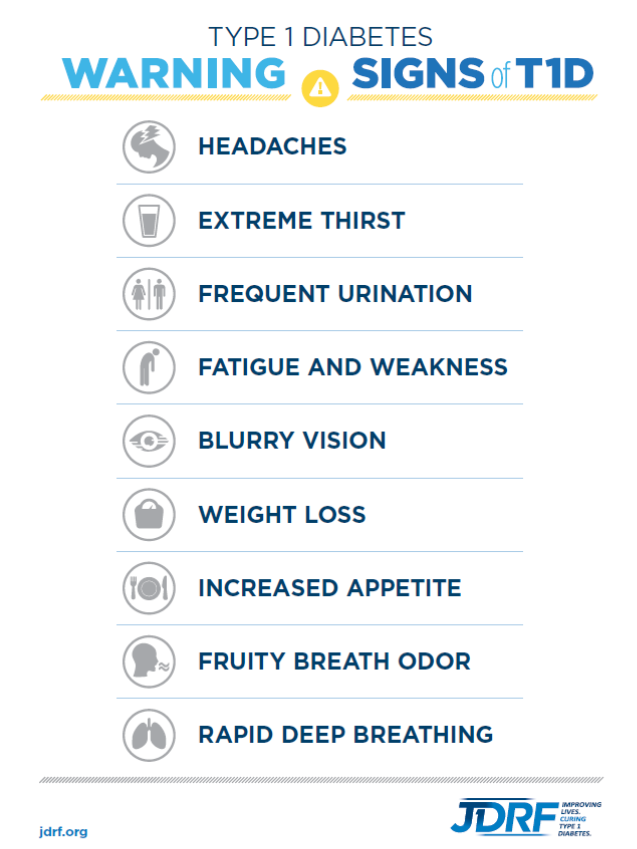 TYPE 1 DIABETES
WARNING SIGNS of T1D
HEADACHES
EXTREME THIRST
FREQUENT URINATION
FATIGUE AND WEAKNESS
BLURRY VISION
WEIGHT LOSS
INCREASED APPETITE
FRUITY BREATH ODOR
RAPID DEEP BREATHING
jdrf.org
JDRF
IMPROVING
LIVES.
CURING
TYPE 1
DIABETES.